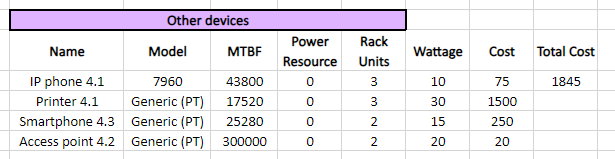 Other devices
Name Model MTBF Power Resource Rack Units Wattage Cost Total Cost
IP phone 4.1 7960 43800 0 3 10 75 1845
Printer 4.1 Generic (PT) 17520 0 3 30 1500
Smartphone 4.3 Generic (PT) 25280 0 2 15 250
Access point 4.2 Generic (PT) 300000 0 2 20 20